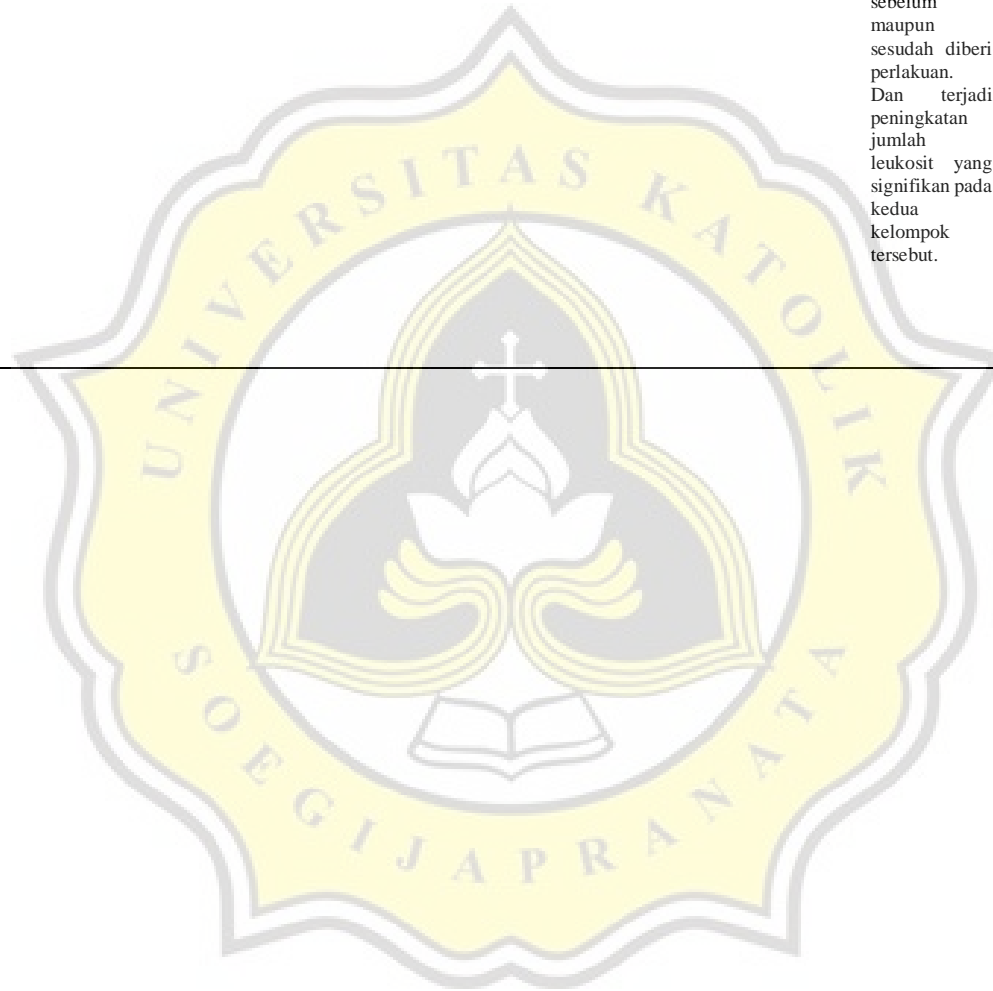 sebelum
maupun
sesudah diberi
perlakuan.
Dan terjadi
peningkatan
jumlah
leukosit yang
signifikan pada
kedua
kelompok
tersebut.
UNIVERSITAS KATOLIK
SOEGIJAPRANATA